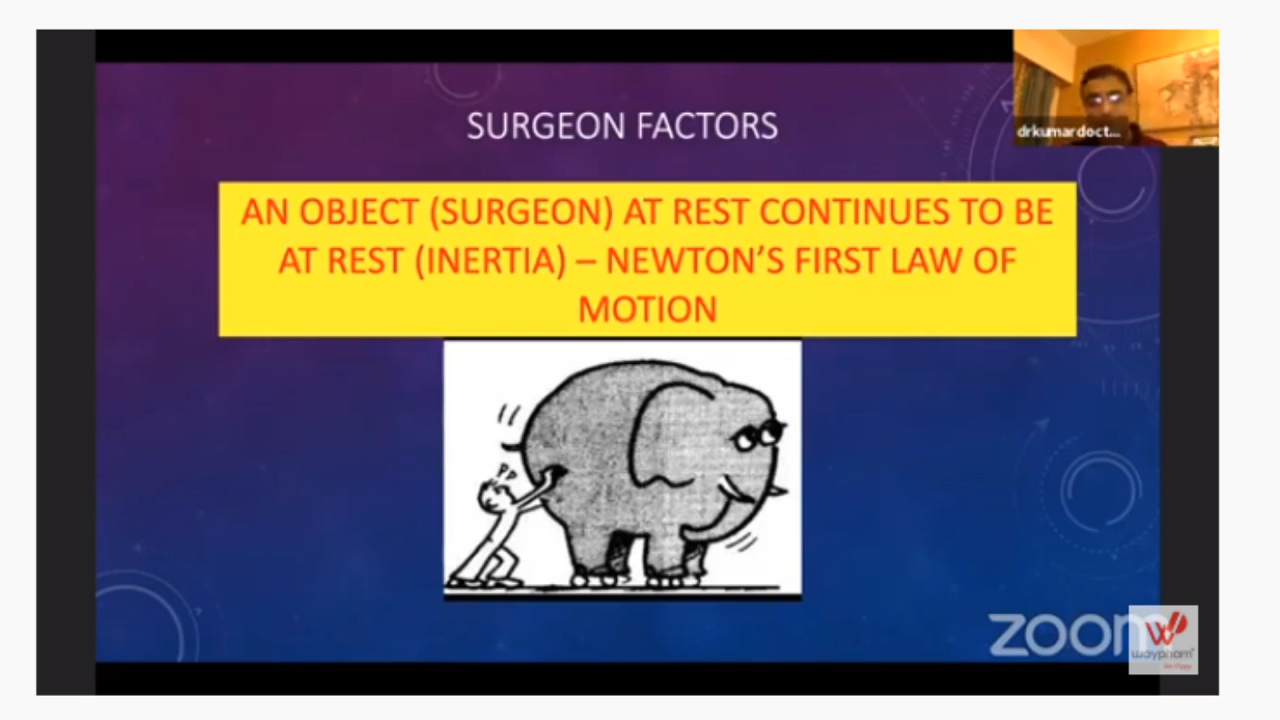 SURGEON FACTORS
drkumardoct...
AN OBJECT (SURGEON) AT REST CONTINUES TO BE
AT REST (INERTIA) – NEWTON'S FIRST LAW OF
MOTION
zoom
waypharm